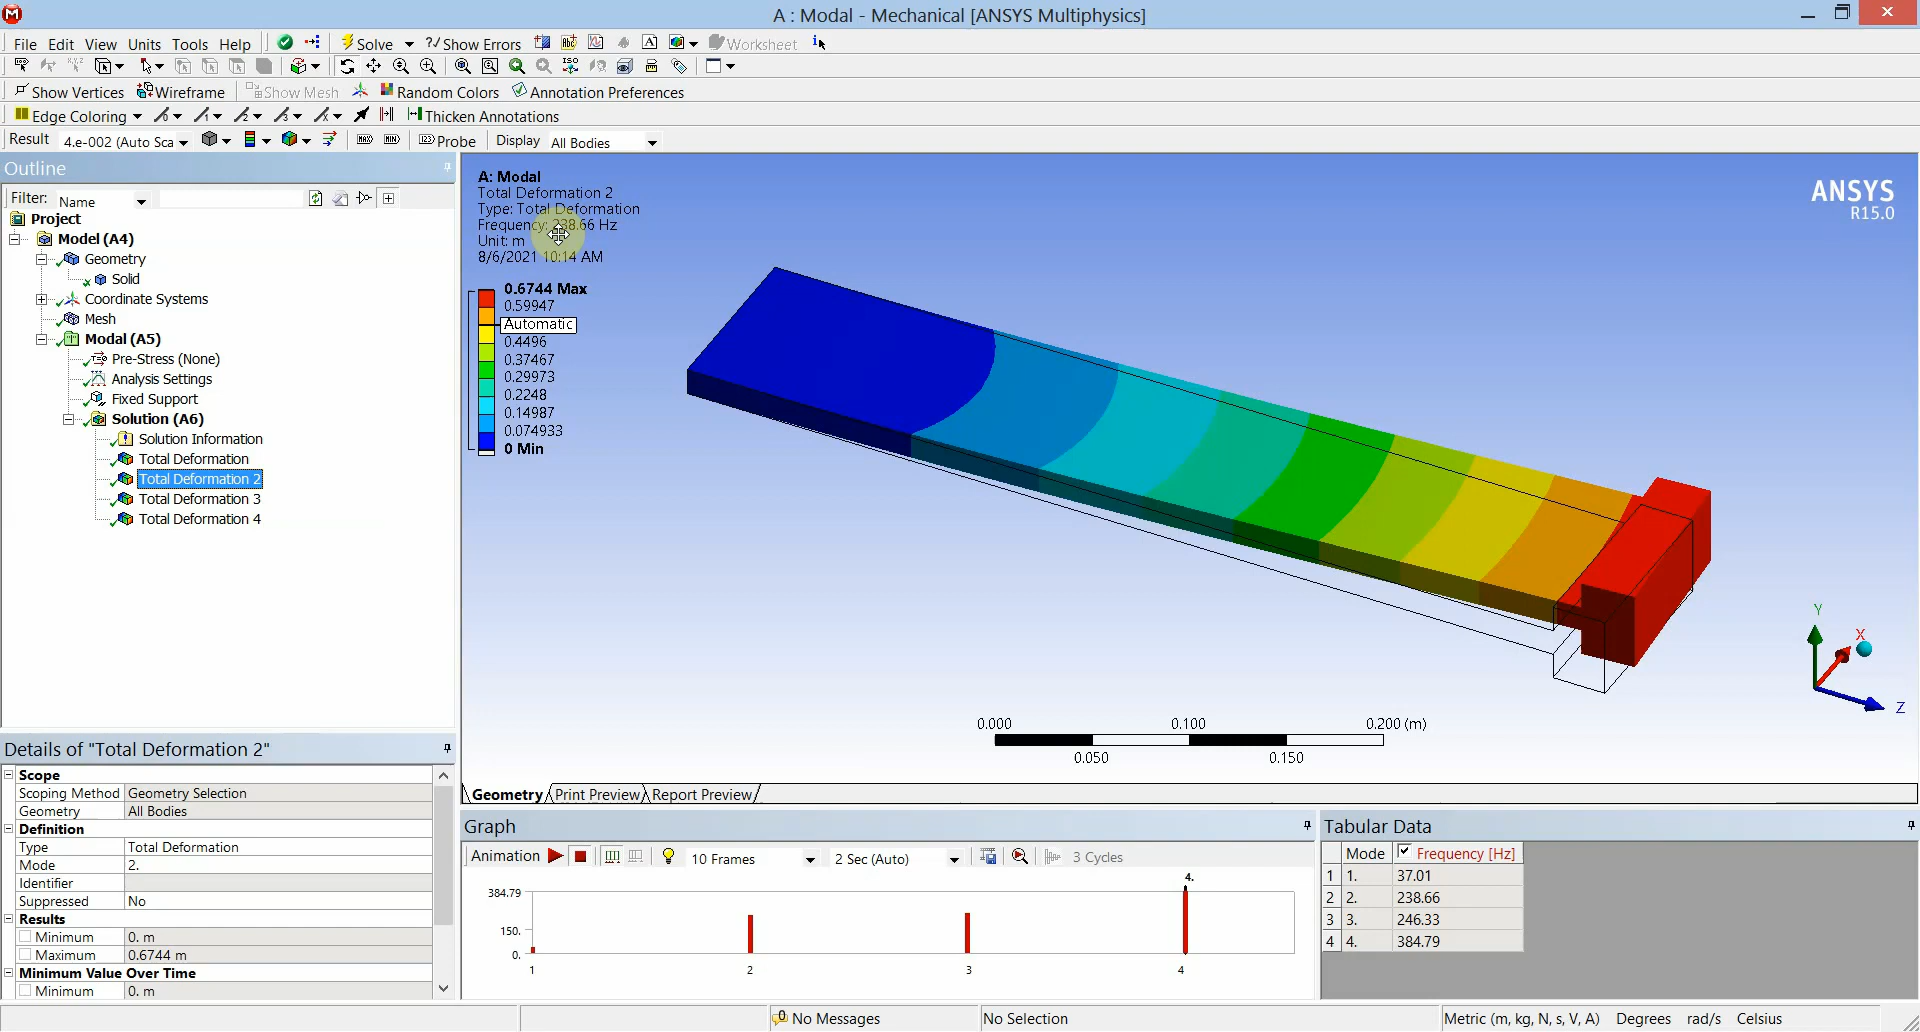 A : Modal - Mechanical [ANSYS Multiphysics]
File Edit View Units Tools Help Solve Show Errors Worksheet
Show Vertices Wireframe Show Mesh Random Colors Annotation Preferences
Edge Coloring Thicken Annotations
Result 4.e-002 (Auto Sca Probe Display All Bodies
Outline
Filter: Name
Project
Model (A4)
Geometry
Solid
Coordinate Systems
Mesh
Modal (A5)
Pre-Stress (None)
Analysis Settings
Fixed Support
Solution (A6)
Solution Information
Total Deformation
Total Deformation 2
Total Deformation 3
Total Deformation 4
Details of "Total Deformation 2"
Scope
Scoping Method Geometry Selection
Geometry All Bodies
Definition
Type Total Deformation
Mode 2.
Identifier
Suppressed No
Results
Minimum 0. m
Maximum 0.6744 m
Minimum Value Over Time
Minimum 0. m
A: Modal
Total Deformation 2
Type: Total Deformation
Frequency: 238.66 Hz
Unit: m
8/6/2021 10:14 AM
0.6744 Max
0.59947
Automatic
0.4496
0.37467
0.29973
0.2248
0.14987
0.074933
0 Min
ANSYS
R15.0
Y
X
Z
0.000 0.100 0.200 (m)
0.050 0.150
Geometry Print Preview Report Preview
Graph
Animation 10 Frames 2 Sec (Auto) 3 Cycles
4.
384.79
150.
0.
1 2 3 4
Tabular Data
Mode Frequency [Hz]
1 1. 37.01
2 2. 238.66
3 3. 246.33
4 4. 384.79
No Messages No Selection Metric (m, kg, N, s, V, A) Degrees rad/s Celsius